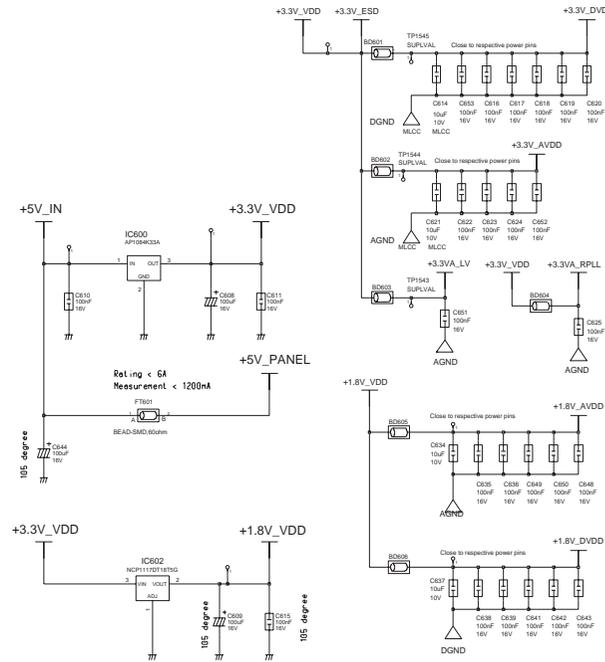 +3.3V_VDD
+3.3V_ESD
+3.3V_DVD
BD601
TP1545
SUPLVAL
Close to respective power pins
DGND
MLCC
C614
10uF
10V
MLCC
C653
100nF
16V
C616
100nF
16V
C617
100nF
16V
C618
100nF
16V
C619
100nF
16V
C620
100nF
16V
+3.3V_AVDD
BD602
TP1544
SUPLVAL
Close to respective power pins
AGND
MLCC
C621
10uF
10V
MLCC
C622
100nF
16V
C623
100nF
16V
C624
100nF
16V
C652
100nF
16V
+3.3VA_LV
+3.3V_VDD
+3.3VA_RPLL
BD603
TP1543
SUPLVAL
BD604
C651
100nF
16V
AGND
C625
100nF
16V
AGND
+5V_IN
+3.3V_VDD
IC600
AP1084K33A
1
IN
OUT
3
GND
2
C610
100nF
16V
C608
100uF
16V
C611
100nF
16V
+5V_PANEL
Rating < 6A
Measurement < 1200mA
FT601
A
B
BEAD-SMD,60ohm
C644
100uF
16V
105 degree
+1.8V_VDD
+1.8V_AVDD
BD605
Close to respective power pins
C634
10uF
10V
AGND
C635
100nF
16V
C636
100nF
16V
C649
100nF
16V
C650
100nF
16V
C648
100nF
16V
+3.3V_VDD
+1.8V_VDD
IC602
NCP1117DT18T5G
3
VIN
VOUT
2
ADJ
1
105 degree
C609
100uF
16V
105 degree
C615
100nF
16V
+1.8V_DVDD
BD606
Close to respective power pins
C637
10uF
10V
DGND
C638
100nF
16V
C639
100nF
16V
C641
100nF
16V
C642
100nF
16V
C643
100nF
16V